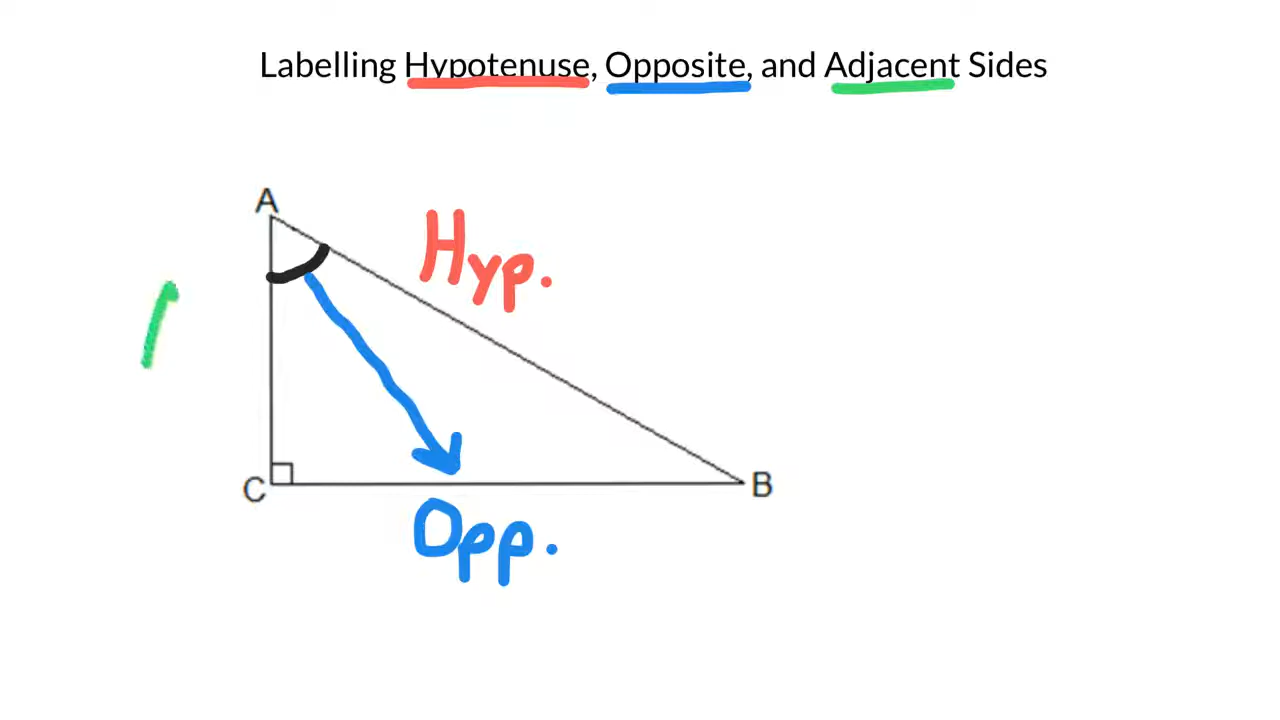 Labelling Hypotenuse, Opposite, and Adjacent Sides
A
Hyp.
C
B
Opp.